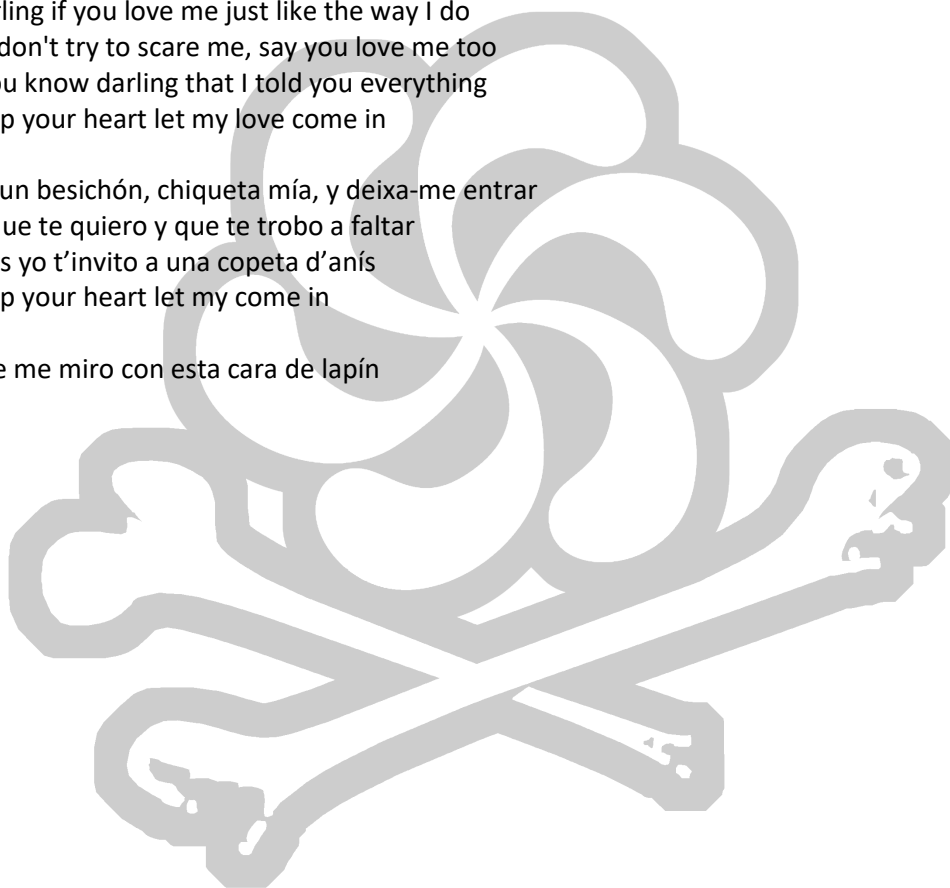 rling if you love me just like the way I do
don't try to scare me, say you love me too
ou know darling that I told you everything
p your heart let my love come in
un besichón, chiqueta mía, y deixa-me entrar
ue te quiero y que te trobo a faltar
s yo t’invito a una copeta d’anís
p your heart let my come in
e me miro con esta cara de lapín